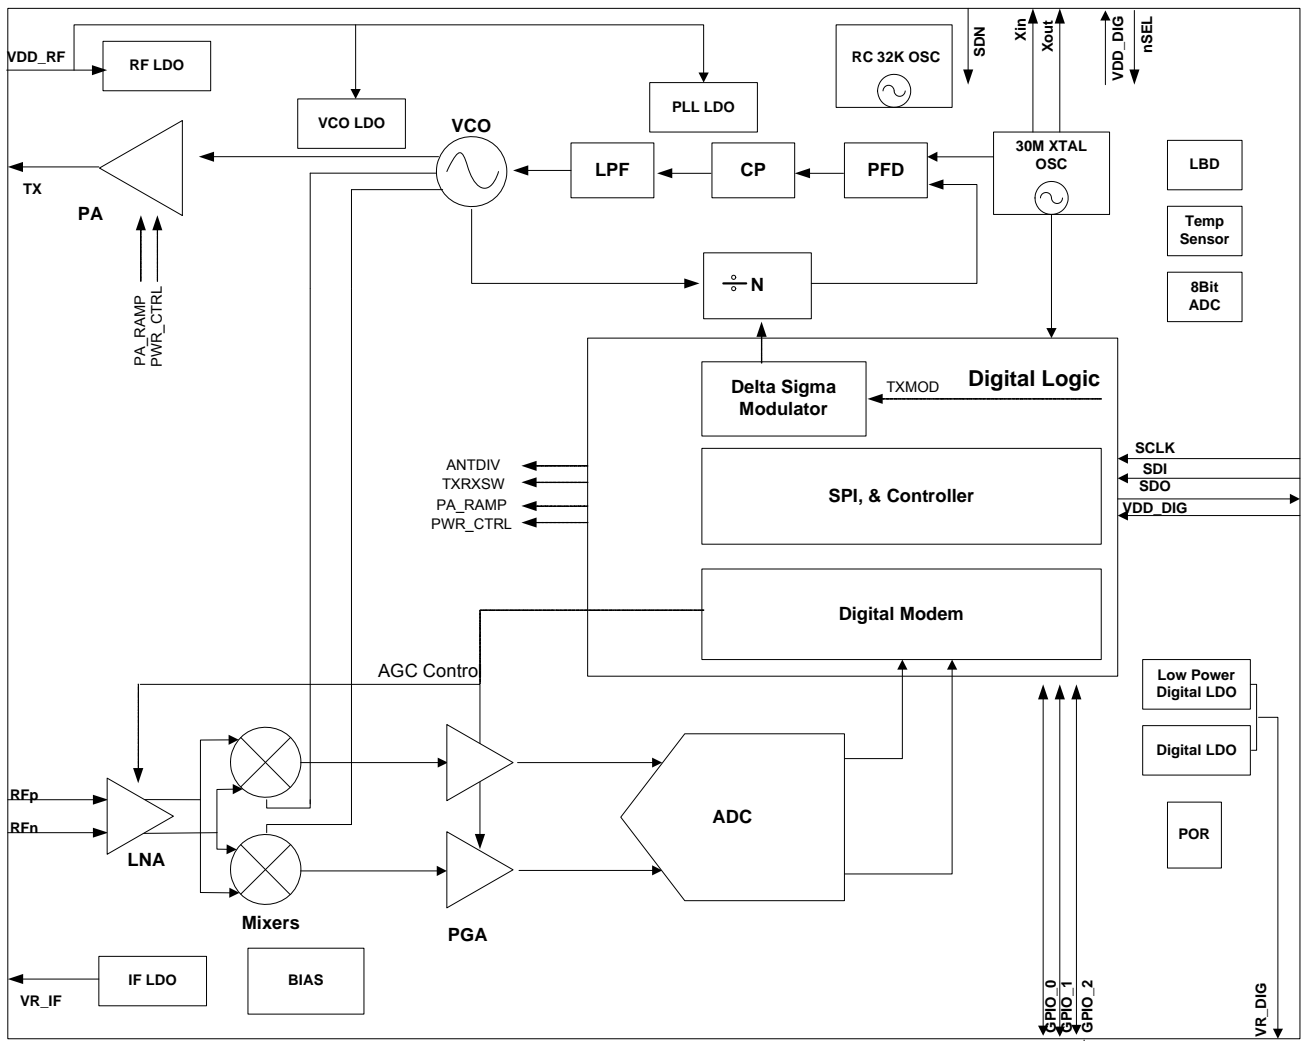 VDD_RF
RF LDO
VCO LDO
PLL LDO
RC 32K OSC
SDN
Xin
Xout
VDD_DIG
nSEL
VCO
LPF
CP
PFD
30M XTAL
OSC
LBD
Temp
Sensor
8Bit
ADC
TX
PA
PA_RAMP
PWR_CTRL
÷ N
Digital Logic
Delta Sigma
Modulator
TXMOD
ANTDIV
TXRXSW
PA_RAMP
PWR_CTRL
SPI, & Controller
SCLK
SDI
SDO
VDD_DIG
Digital Modem
AGC Control
Low Power
Digital LDO
Digital LDO
RFp
RFn
LNA
Mixers
PGA
ADC
POR
IF LDO
VR_IF
BIAS
GPIO_0
GPIO_1
GPIO_2
VR_DIG